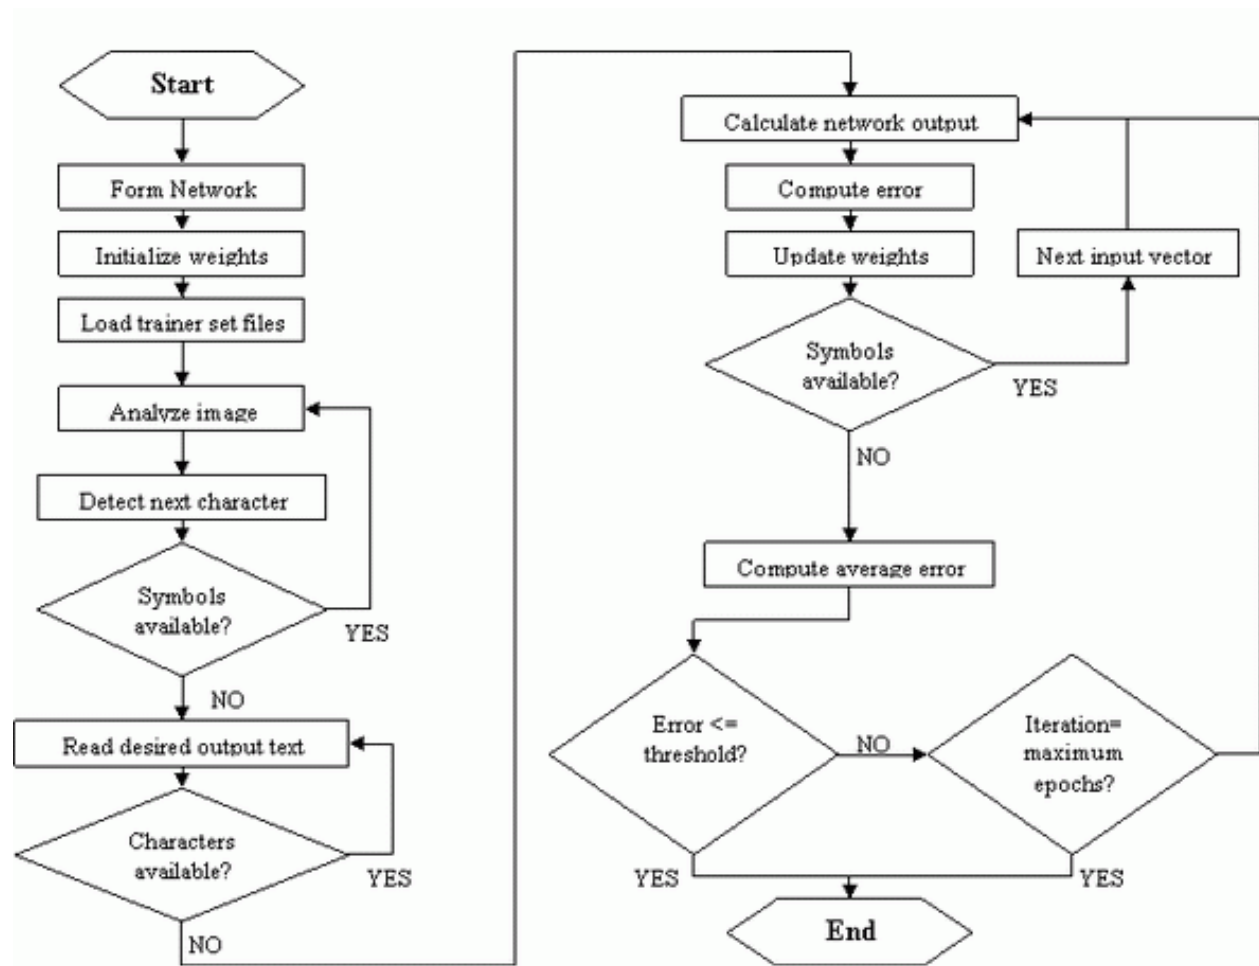 Start
Form Network
Initialize weights
Load trainer set files
Analyze image
Detect next character
Symbols
available?
YES
NO
Read desired output text
Characters
available?
YES
NO
Calculate network output
Compute error
Update weights
Next input vector
Symbols
available?
YES
NO
Compute average error
Error <=
threshold?
NO
Iteration=
maximum
epochs?
YES
YES
End